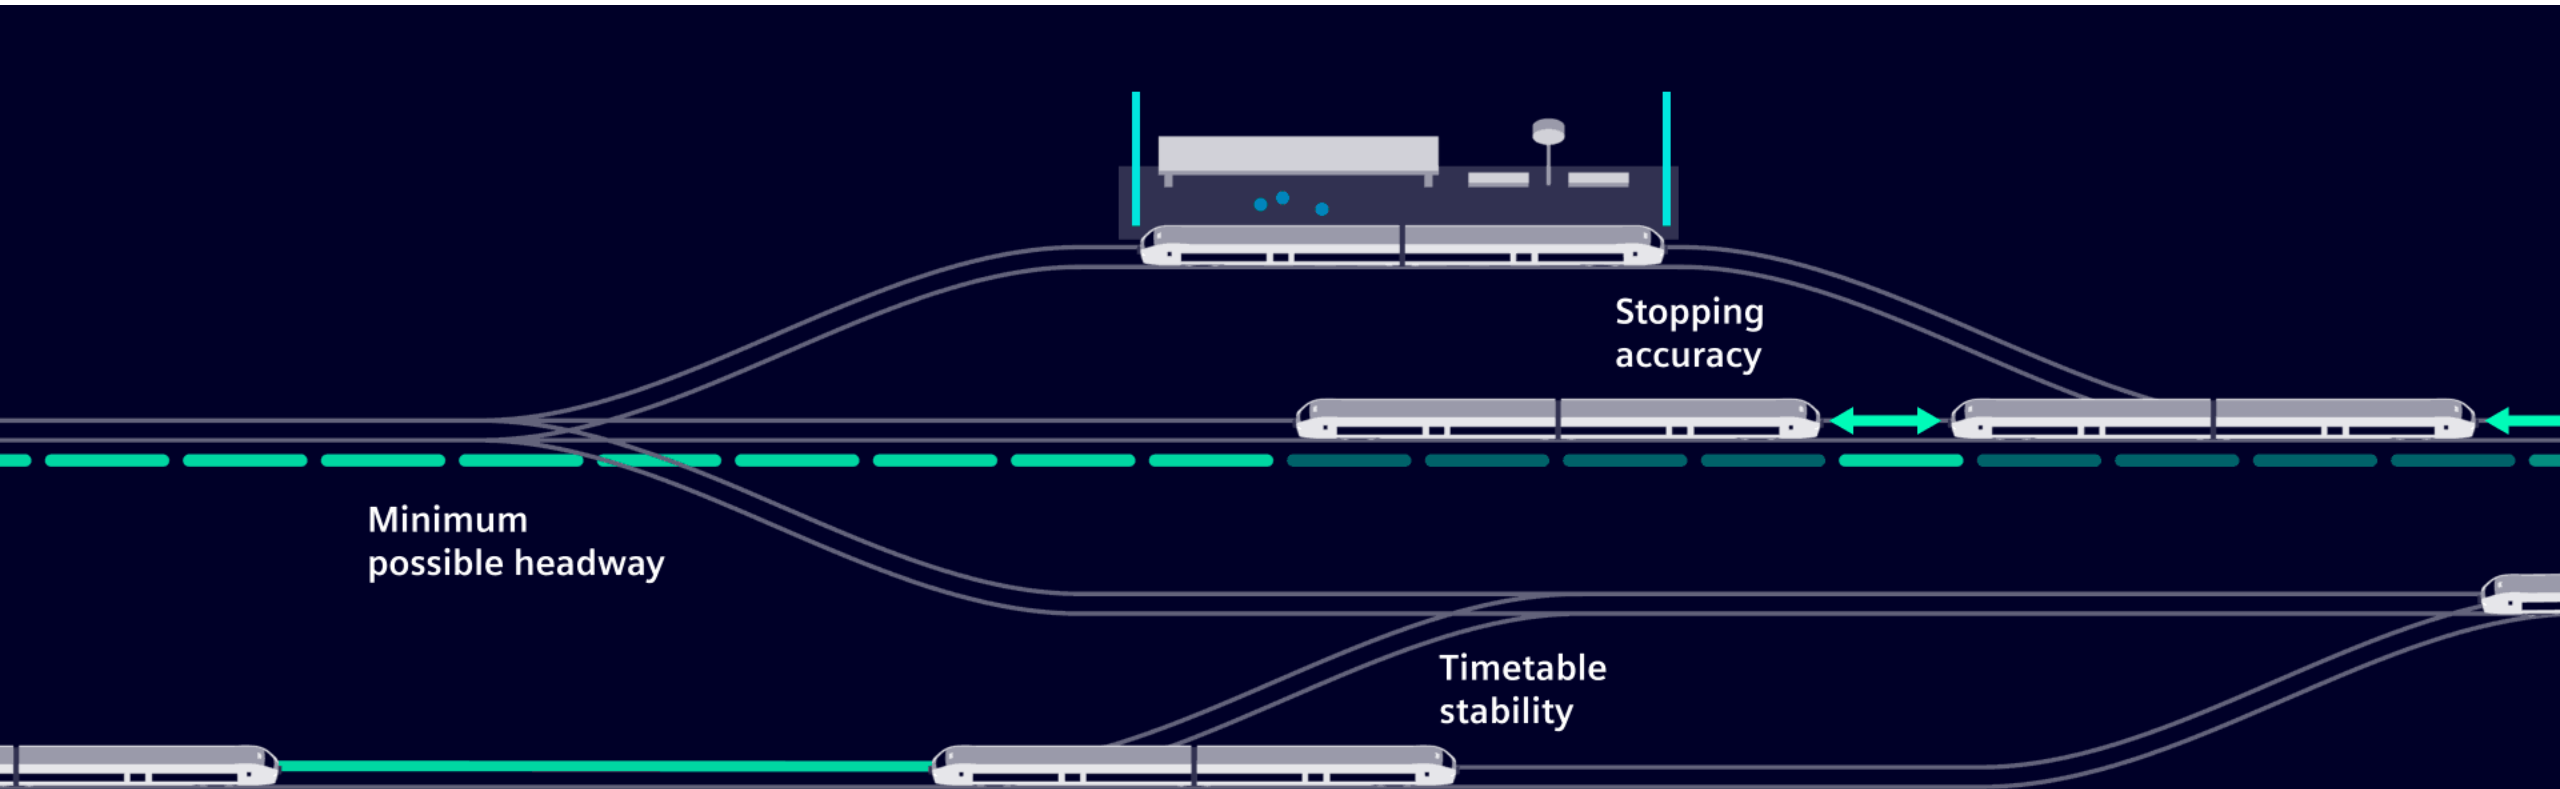 Stopping
accuracy
Minimum
possible headway
Timetable
stability